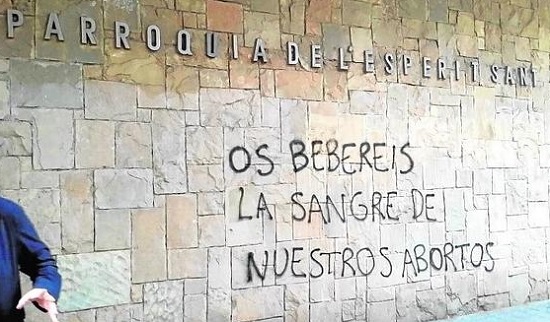 PARROQUIA DE L'ESPERIT SANT
OS BEBEREIS
LA SANGRE DE
NUESTROS ABORTOS